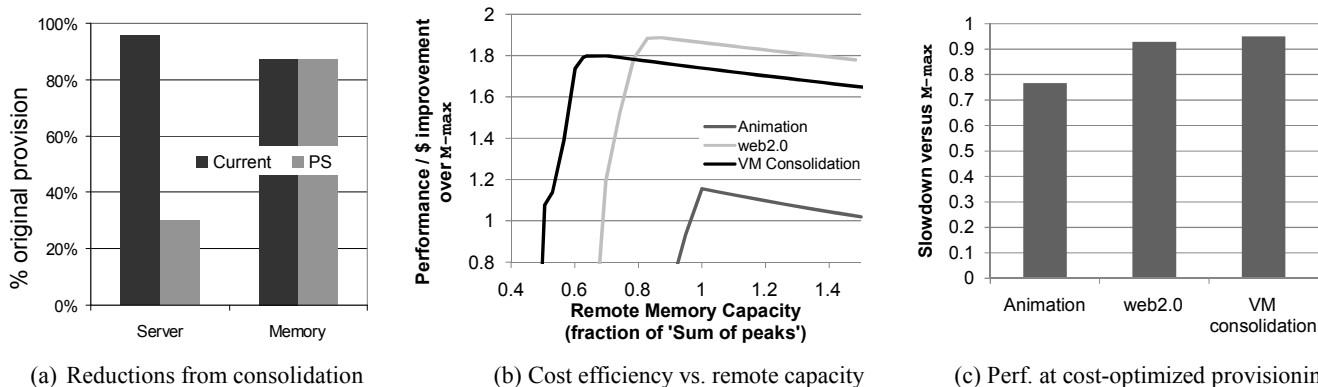 100%
80%
60%
40%
20%
0%
% original provision
Current
PS
Server
Memory
(a) Reductions from consolidation
2
1.8
1.6
1.4
1.2
1
0.8
Performance / $ improvement
over M-max
Animation
web2.0
VM Consolidation
0.4
0.6
0.8
1
1.2
1.4
Remote Memory Capacity
(fraction of 'Sum of peaks')
(b) Cost efficiency vs. remote capacity
1
0.9
0.8
0.7
0.6
0.5
0.4
0.3
0.2
0.1
0
Slowdown versus M-max
Animation
web2.0
VM
consolidation
(c) Perf. at cost-optimized provisionin